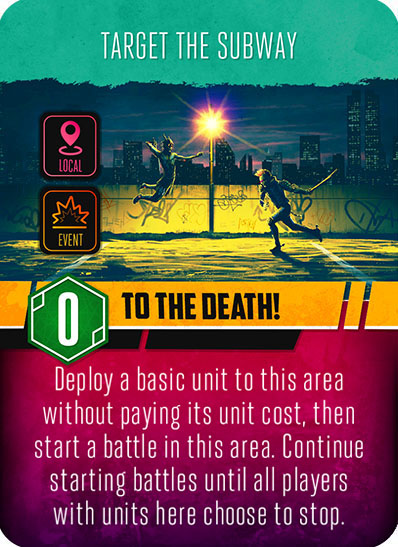 TARGET THE SUBWAY
LOCAL
EVENT
0
TO THE DEATH!
Deploy a basic unit to this area
without paying its unit cost, then
start a battle in this area. Continue
starting battles until all players
with units here choose to stop.